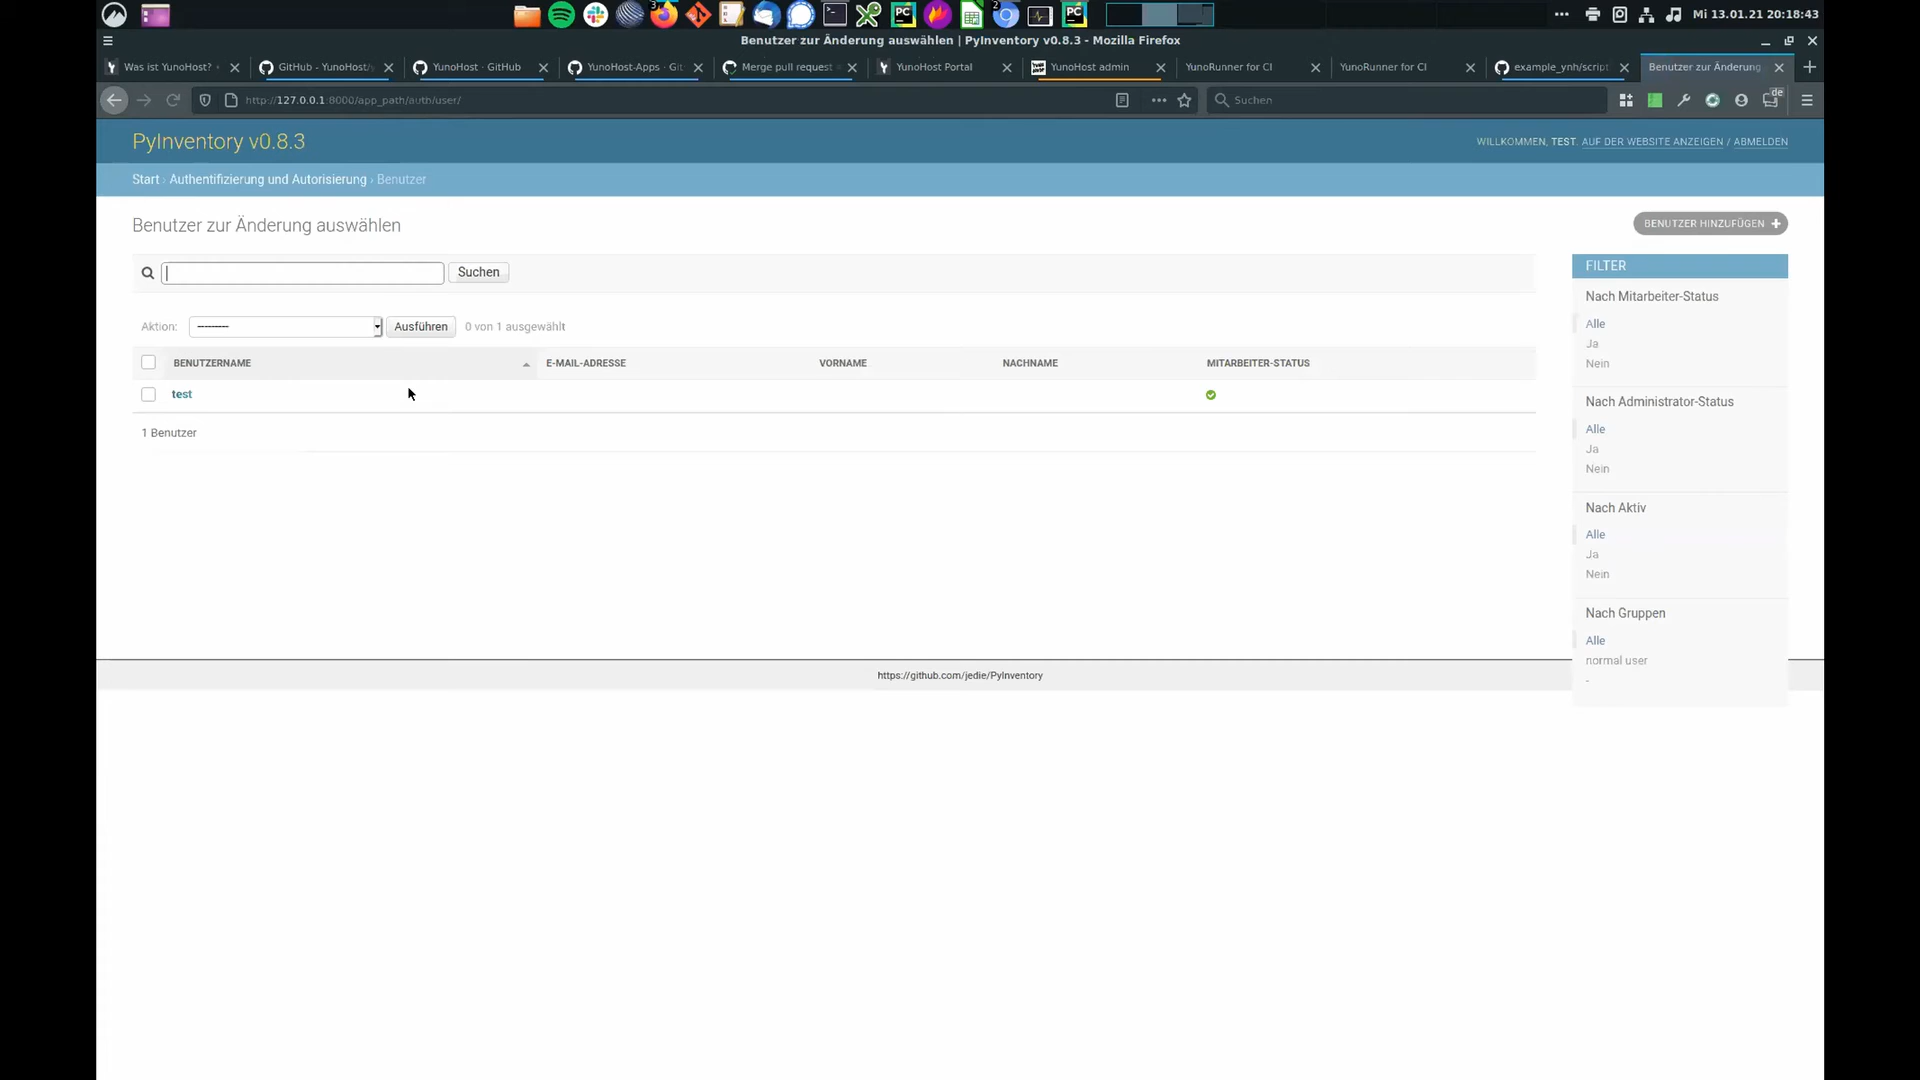 Mi 13.01.21 20:18:43
Benutzer zur Änderung auswählen | PyInventory v0.8.3 - Mozilla Firefox
Was ist YunoHost?
GitHub - YunoHost/
YunoHost · GitHub
YunoHost-Apps · Git
Merge pull request
YunoHost Portal
YunoHost admin
YunoRunner for CI
YunoRunner for CI
example_ynh/script
Benutzer zur Änderung
http://127.0.0.1:8000/app_path/auth/user/
Suchen
de
PyInventory v0.8.3
WILLKOMMEN, TEST. AUF DER WEBSITE ANZEIGEN / ABMELDEN
Start › Authentifizierung und Autorisierung › Benutzer
Benutzer zur Änderung auswählen
BENUTZER HINZUFÜGEN +
Suchen
Aktion: --------- Ausführen 0 von 1 ausgewählt
BENUTZERNAME E-MAIL-ADRESSE VORNAME NACHNAME MITARBEITER-STATUS
test
1 Benutzer
FILTER
Nach Mitarbeiter-Status
Alle
Ja
Nein
Nach Administrator-Status
Alle
Ja
Nein
Nach Aktiv
Alle
Ja
Nein
Nach Gruppen
Alle
normal user
-
https://github.com/jedie/PyInventory